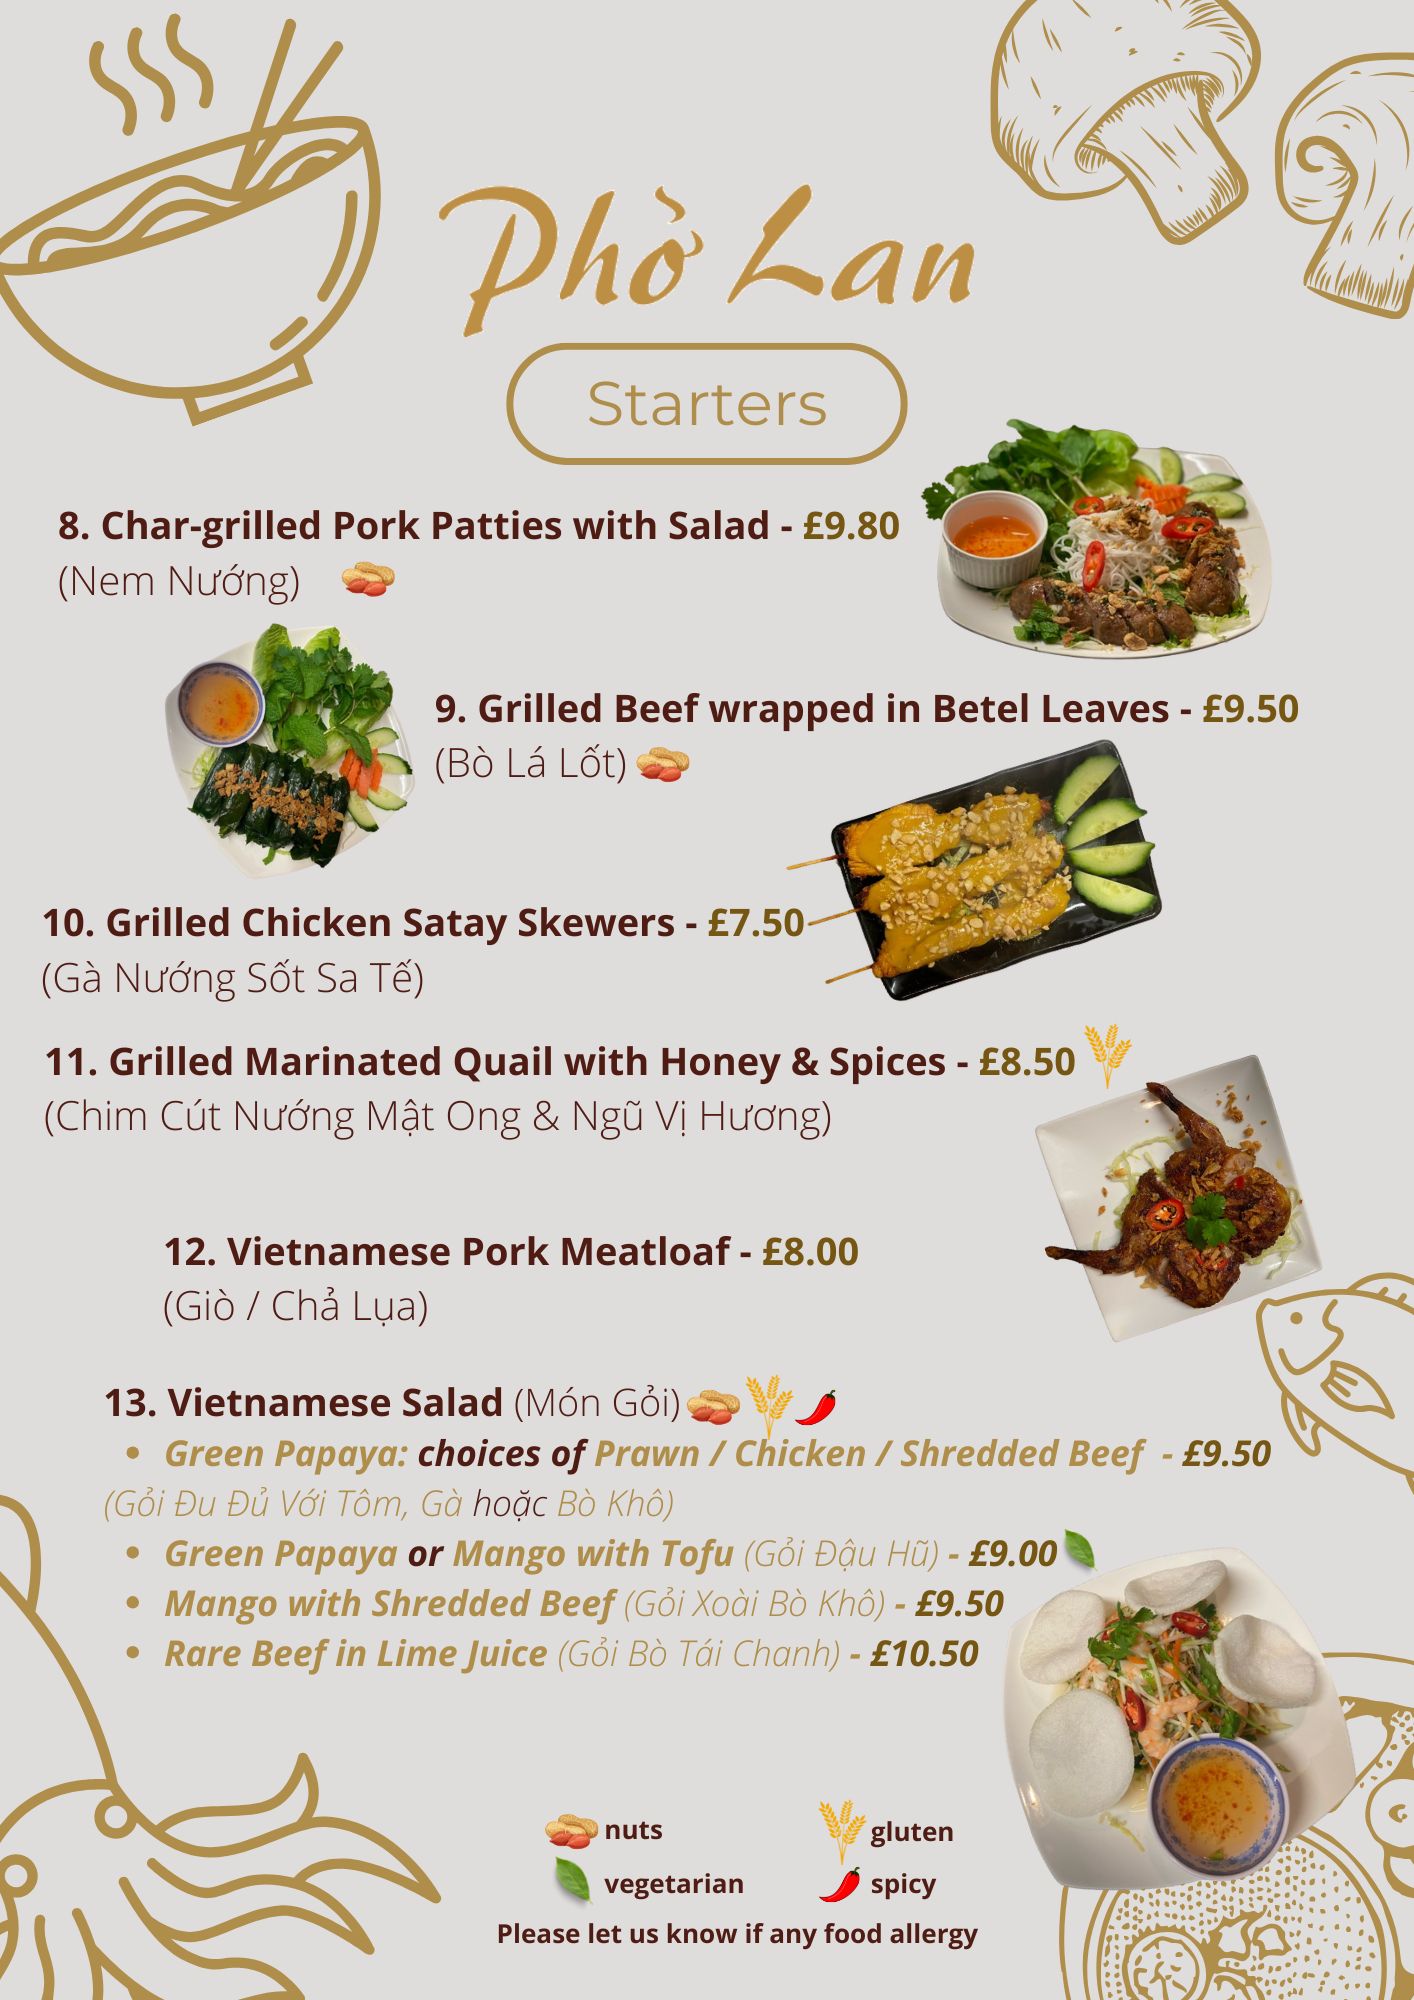 Phở Lan
Starters
8. Char-grilled Pork Patties with Salad - £9.80
(Nem Nướng)
9. Grilled Beef wrapped in Betel Leaves - £9.50
(Bò Lá Lốt)
10. Grilled Chicken Satay Skewers - £7.50
(Gà Nướng Sốt Sa Tế)
11. Grilled Marinated Quail with Honey & Spices - £8.50
(Chim Cút Nướng Mật Ong & Ngũ Vị Hương)
12. Vietnamese Pork Meatloaf - £8.00
(Giò / Chả Lụa)
13. Vietnamese Salad (Món Gỏi)
• Green Papaya: choices of Prawn / Chicken / Shredded Beef - £9.50
(Gỏi Đu Đủ Với Tôm, Gà hoặc Bò Khô)
• Green Papaya or Mango with Tofu (Gỏi Đậu Hũ) - £9.00
• Mango with Shredded Beef (Gỏi Xoài Bò Khô) - £9.50
• Rare Beef in Lime Juice (Gỏi Bò Tái Chanh) - £10.50
nuts
gluten
vegetarian
spicy
Please let us know if any food allergy